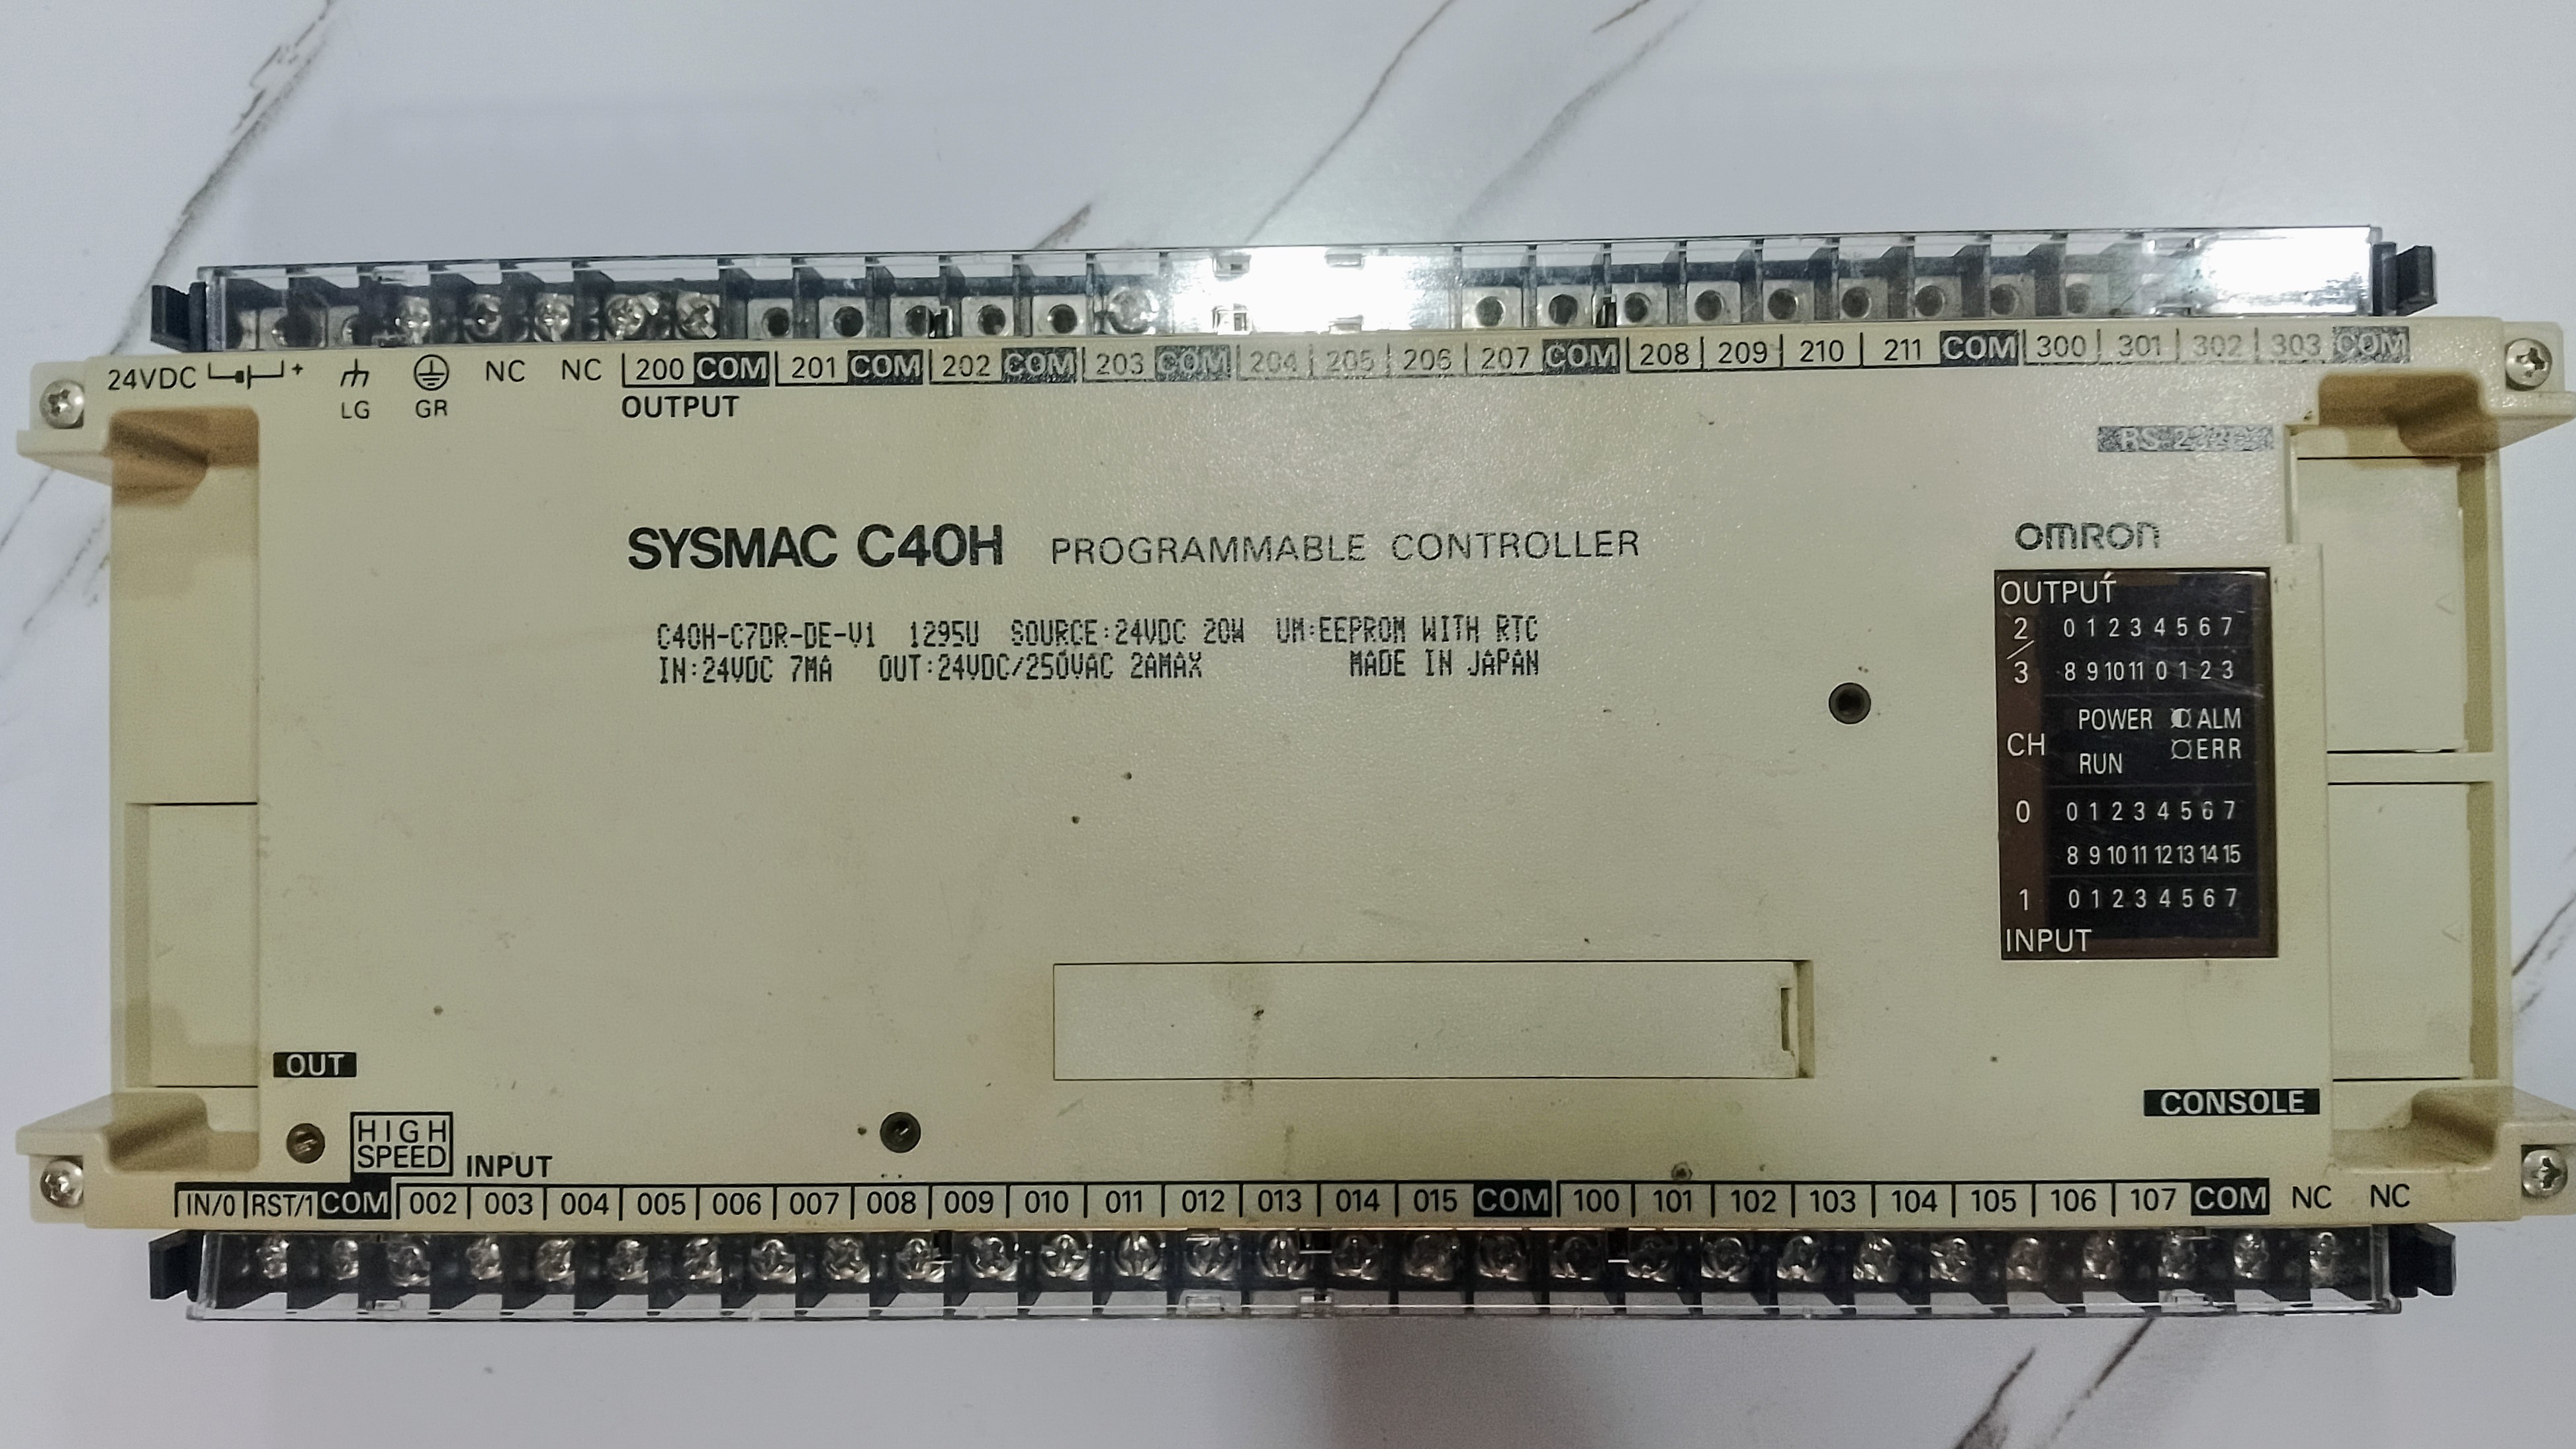 24VDC + NC NC 200 COM 201 COM 202 COM 203 COM 204 205 206 207 COM 208 209 210 211 COM 300 301 302 303 COM
LG GR OUTPUT
RS-232C
SYSMAC C40H PROGRAMMABLE CONTROLLER
OMRON
C40H-C7DR-DE-V1 1295U SOURCE:24VDC 20W UM:EEPROM WITH RTC
IN:24VDC 7MA OUT:24VDC/250VAC 2AMAX MADE IN JAPAN
OUTPUT
2 0 1 2 3 4 5 6 7
/
3 8 9 10 11 0 1 2 3
POWER ALM
CH
RUN ERR
0 0 1 2 3 4 5 6 7
8 9 10 11 12 13 14 15
1 0 1 2 3 4 5 6 7
INPUT
OUT
CONSOLE
HIGH
SPEED INPUT
IN/0 RST/1 COM 002 003 004 005 006 007 008 009 010 011 012 013 014 015 COM 100 101 102 103 104 105 106 107 COM NC NC